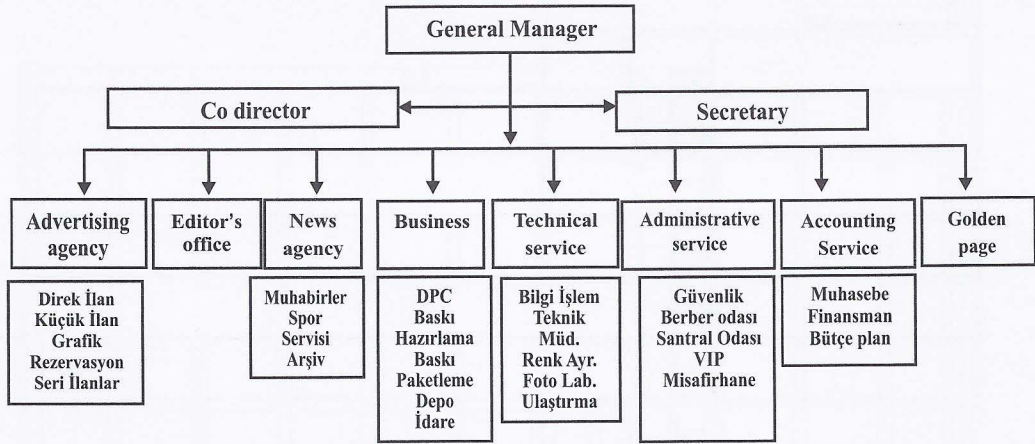 General Manager
Co director
Secretary
Advertising
agency
Editor's
office
News
agency
Business
Technical
service
Administrative
service
Accounting
Service
Golden
page
Direk İlan
Küçük İlan
Grafik
Rezervasyon
Seri İlanlar
Muhabirler
Spor
Servisi
Arşiv
DPC
Baskı
Hazırlama
Baskı
Paketleme
Depo
İdare
Bilgi İşlem
Teknik
Müd.
Renk Ayr.
Foto Lab.
Ulaştırma
Güvenlik
Berber odası
Santral Odası
VIP
Misafirhane
Muhasebe
Finansman
Bütçe plan